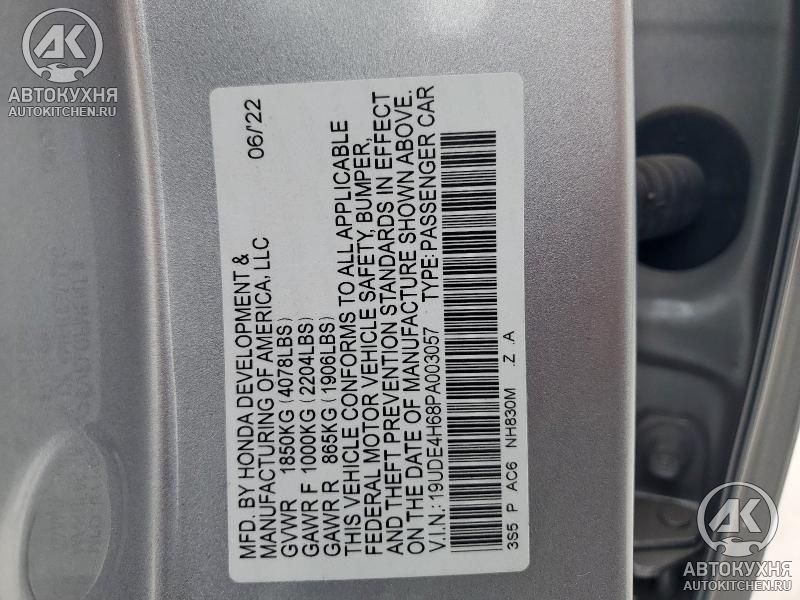 АК
АВТОКУХНЯ
AUTOKITCHEN.RU
MFD. BY HONDA DEVELOPMENT & 06/'22
MANUFACTURING OF AMERICA, LLC
GVWR 1850KG (4078LBS)
GAWR F 1000KG (2204LBS)
GAWR R 865KG (1906LBS)
THIS VEHICLE CONFORMS TO ALL APPLICABLE
FEDERAL MOTOR VEHICLE SAFETY, BUMPER,
AND THEFT PREVENTION STANDARDS IN EFFECT
ON THE DATE OF MANUFACTURE SHOWN ABOVE.
V.I.N.: 19UDE4H68PA003057 TYPE:PASSENGER CAR
3S5 P AC6 NH830M .Z .A
АК
АВТОКУХНЯ
AUTOKITCHEN.RU